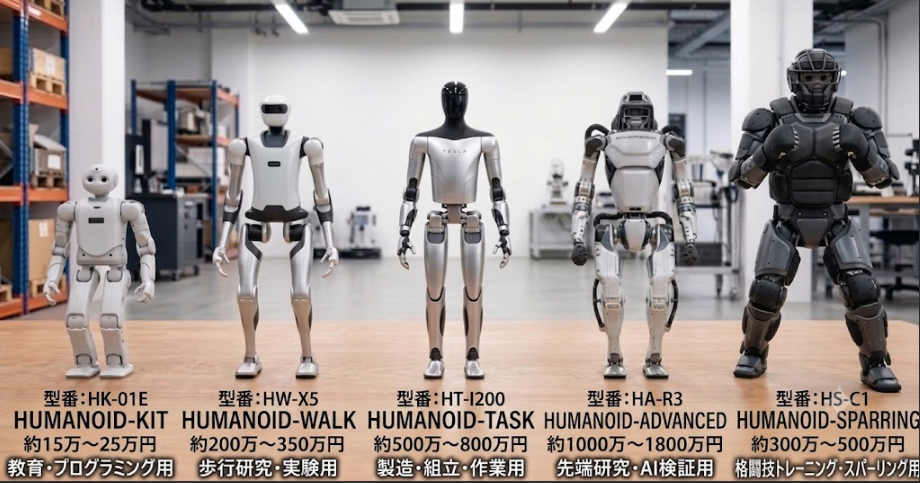 TESLA
型番:HK-01E
HUMANOID-KIT
約15万〜25万円
教育・プログラミング用
型番:HW-X5
HUMANOID-WALK
約200万〜350万円
歩行研究・実験用
型番:HT-I200
HUMANOID-TASK
約500万〜800万円
製造・組立・作業用
型番:HA-R3
HUMANOID-ADVANCED
約1000万〜1800万円
先端研究・AI検証用
型番:HS-C1
HUMANOID-SPARRING
約300万〜500万円
格闘技トレーニング・スパーリング用